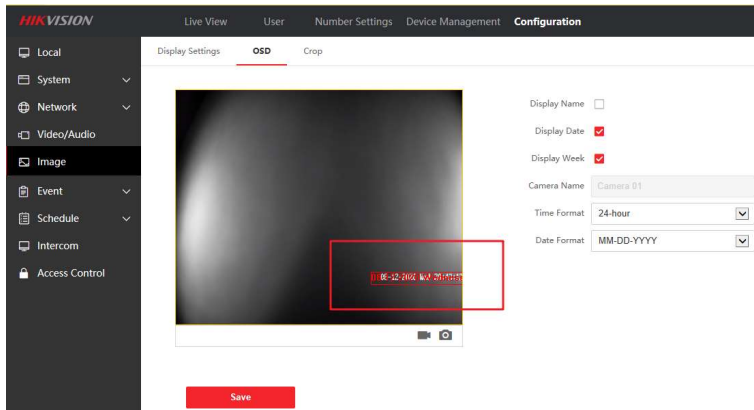 HIKVISION Live View User Number Settings Device Management Configuration
Local
System
Network
Video/Audio
Image
Event
Schedule
Intercom
Access Control
Display Settings OSD Crop
Display Name
Display Date
Display Week
Camera Name Camera 01
Time Format 24-hour
Date Format MM-DD-YYYY
Save